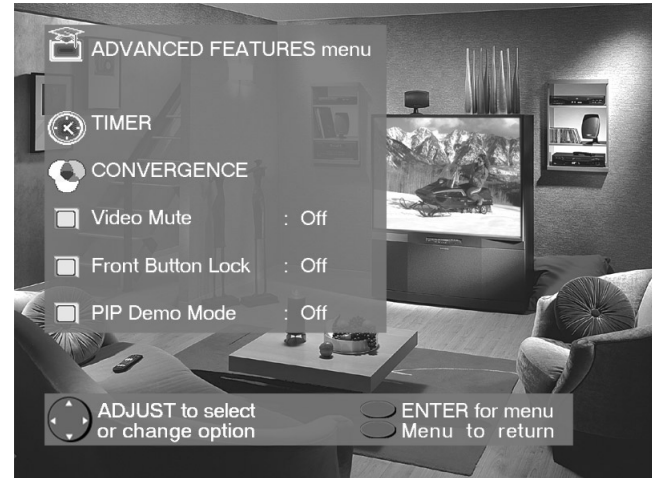 ADVANCED FEATURES menu
TIMER
CONVERGENCE
Video Mute : Off
Front Button Lock : Off
PIP Demo Mode : Off
ADJUST to select
or change option
ENTER for menu
Menu to return